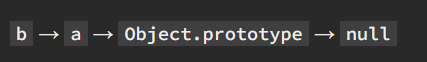 b → a → Object.prototype → null